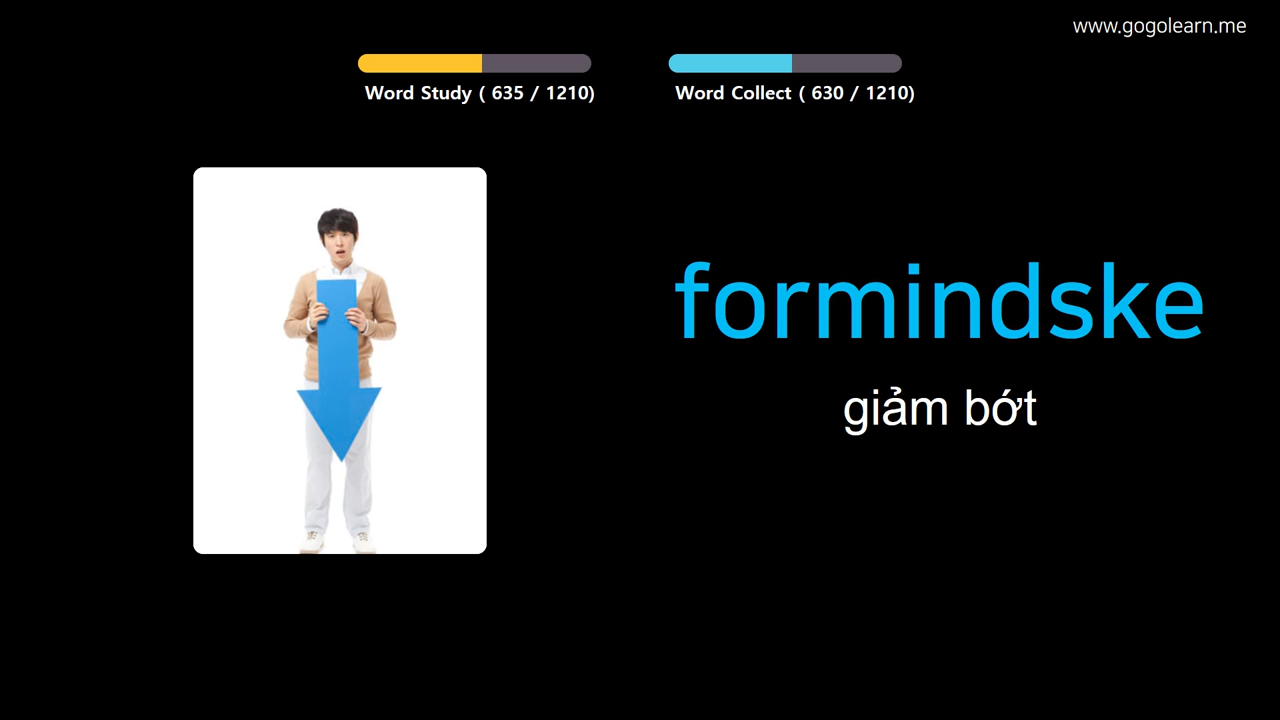 www.gogolearn.me
Word Study ( 635 / 1210)
Word Collect ( 630 / 1210)
formindske
giảm bớt